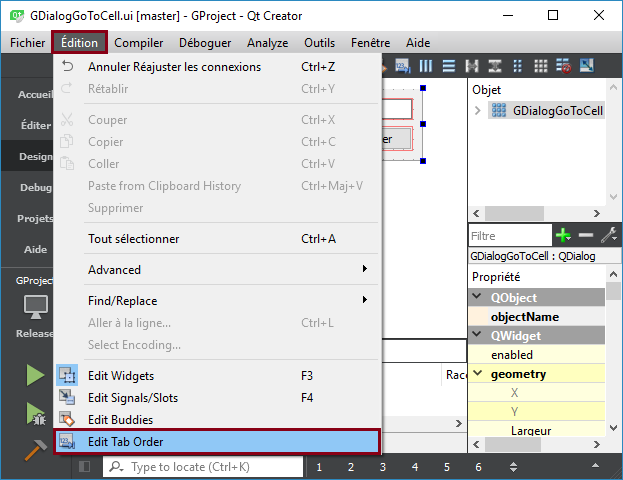 GDialogGoToCell.ui [master] - GProject - Qt Creator
Fichier Édition Compiler Déboguer Analyze Outils Fenêtre Aide
Annuler Réajuster les connexions Ctrl+Z
Rétablir Ctrl+Y
Couper Ctrl+X
Copier Ctrl+C
Coller Ctrl+V
Paste from Clipboard History Ctrl+Maj+V
Supprimer
Tout sélectionner Ctrl+A
Advanced
Find/Replace
Aller à la ligne... Ctrl+L
Select Encoding...
Edit Widgets F3
Edit Signals/Slots F4
Edit Buddies
Edit Tab Order
Accueil
Éditer
Design
Debug
Projets
Aide
GProject
Release
er
Objet
GDialogGoToCell
Filtre
GDialogGoToCell : QDialog
Propriété
QObject
objectName
QWidget
enabled
geometry
X
Y
Largeur
Racc
Type to locate (Ctrl+K)
1 2 3 4 5 6